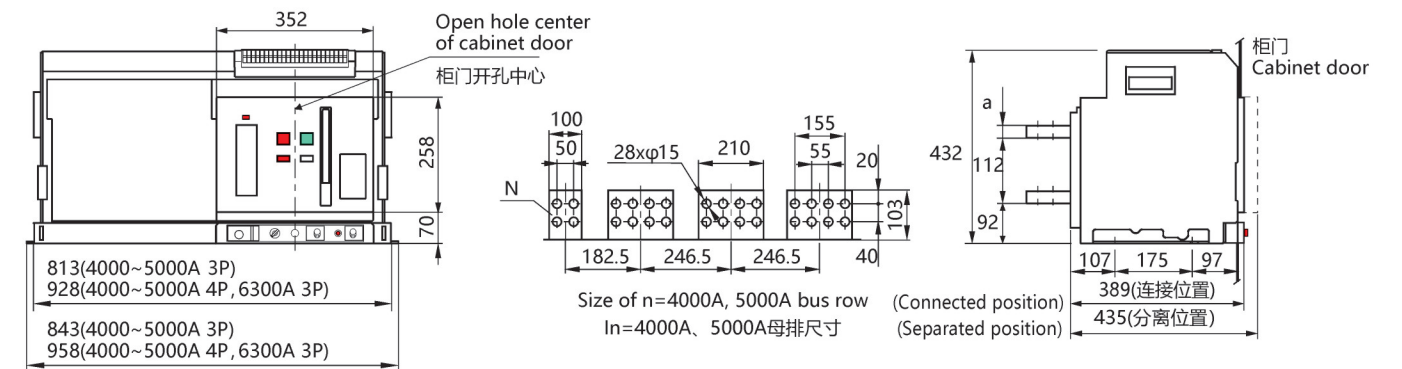 352
Open hole center
of cabinet door
柜门开孔中心
258
70
813(4000~5000A 3P)
928(4000~5000A 4P,6300A 3P)
843(4000~5000A 3P)
958(4000~5000A 4P,6300A 3P)
100
50
28xφ15
210
155
55
20
N
103
182.5
246.5
246.5
40
Size of n=4000A, 5000A bus row
In=4000A、5000A母排尺寸
柜门
Cabinet door
a
432
112
92
107
175
97
(Connected position)
389(连接位置)
(Separated position)
435(分离位置)